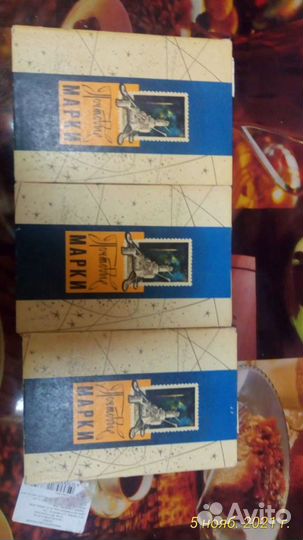 Почтовые
МАРКИ
Почтовые
МАРКИ
Почтовые
МАРКИ
5 нояб. 2021 г.
Avito